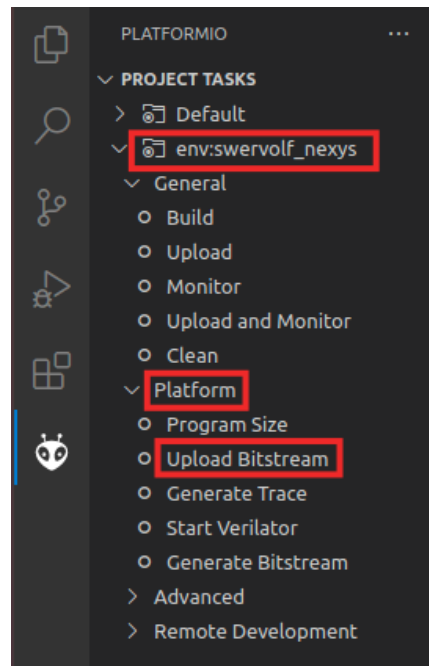 PLATFORMIO
PROJECT TASKS
Default
env:swervolf_nexys
General
Build
Upload
Monitor
Upload and Monitor
Clean
Platform
Program Size
Upload Bitstream
Generate Trace
Start Verilator
Generate Bitstream
Advanced
Remote Development